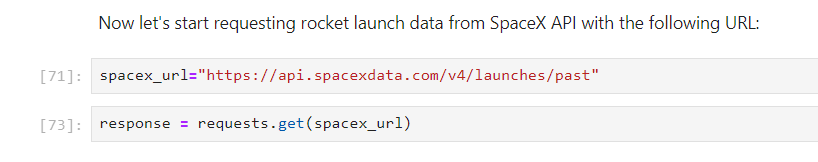 Now let's start requesting rocket launch data from SpaceX API with the following URL:
[71]: spacex_url="https://api.spacexdata.com/v4/launches/past"
[73]: response = requests.get(spacex_url)